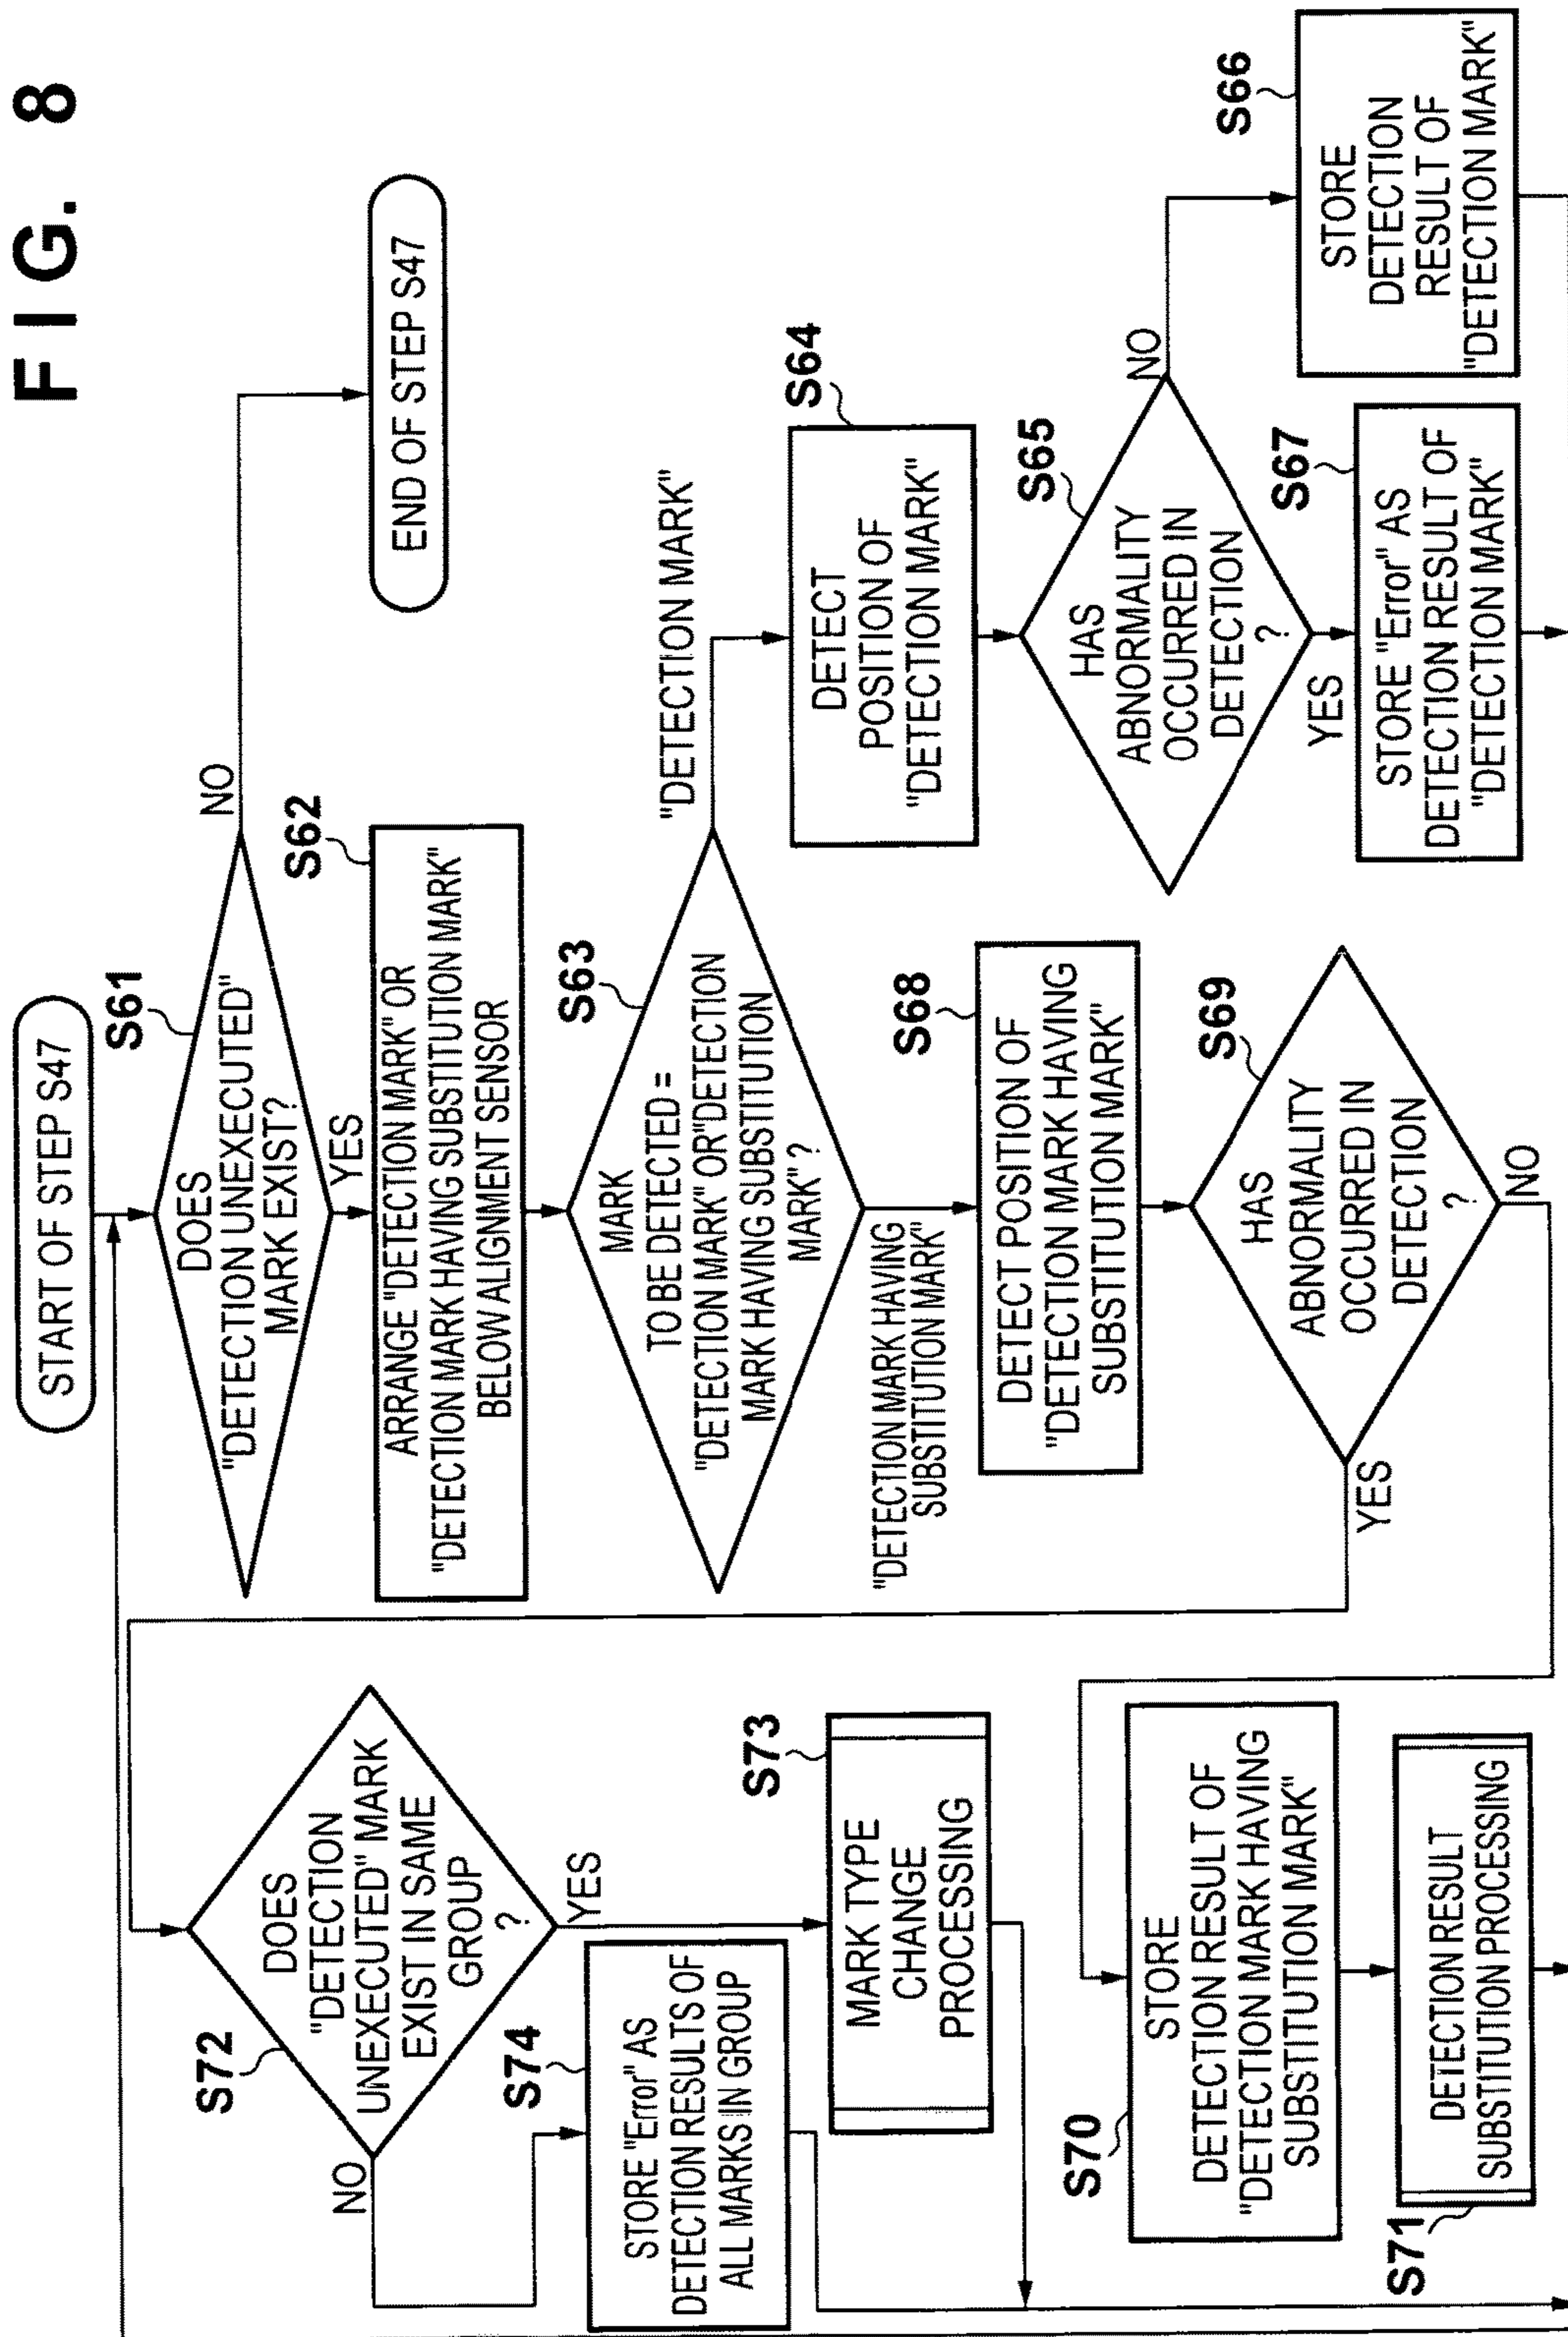 FIG. 8
START OF STEP S47
S61
DOES
"DETECTION UNEXECUTED"
MARK EXIST?
NO
YES
END OF STEP S47
S62
ARRANGE "DETECTION MARK" OR
"DETECTION MARK HAVING SUBSTITUTION MARK"
BELOW ALIGNMENT SENSOR
S63
MARK
TO BE DETECTED =
"DETECTION MARK" OR"DETECTION
MARK HAVING SUBSTITUTION
MARK" ?
"DETECTION MARK"
"DETECTION MARK HAVING
SUBSTITUTION MARK"
S64
DETECT
POSITION OF
"DETECTION MARK"
S65
HAS
ABNORMALITY
OCCURRED IN
DETECTION
?
NO
YES
S66
STORE
DETECTION
RESULT OF
"DETECTION MARK"
S67
STORE "Error" AS
DETECTION RESULT OF
"DETECTION MARK"
S68
DETECT POSITION OF
"DETECTION MARK HAVING
SUBSTITUTION MARK"
S69
HAS
ABNORMALITY
OCCURRED IN
DETECTION
?
YES
NO
S72
DOES
"DETECTION
UNEXECUTED" MARK
EXIST IN SAME
GROUP
?
NO
YES
S74
STORE "Error" AS
DETECTION RESULTS OF
ALL MARKS IN GROUP
S73
MARK TYPE
CHANGE
PROCESSING
S70
STORE
DETECTION RESULT OF
"DETECTION MARK HAVING
SUBSTITUTION MARK"
S71
DETECTION RESULT
SUBSTITUTION PROCESSING